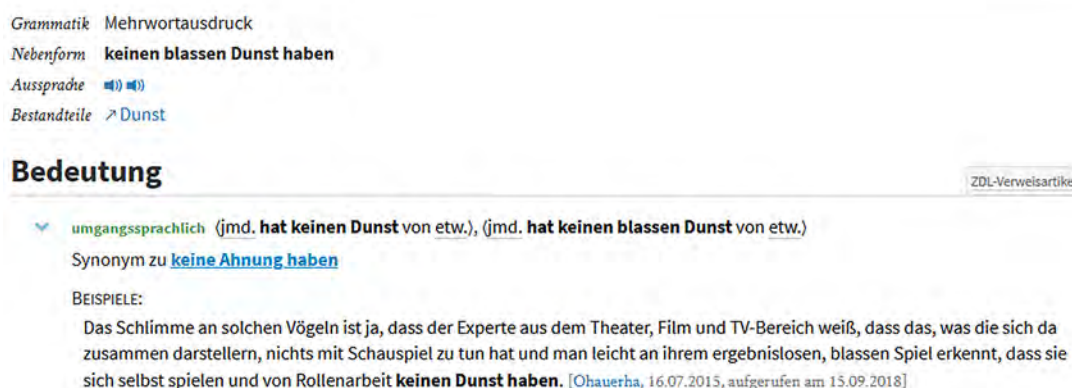 Grammatik Mehrwortausdruck
Nebenform keinen blassen Dunst haben
Aussprache
Bestandteile ↗ Dunst
Bedeutung
ZDL-Verweisartike
umgangssprachlich ⟨jmd. hat keinen Dunst von etw.⟩, ⟨jmd. hat keinen blassen Dunst von etw.⟩
Synonym zu keine Ahnung haben
BEISPIELE:
Das Schlimme an solchen Vögeln ist ja, dass der Experte aus dem Theater, Film und TV-Bereich weiß, dass das, was die sich da
zusammen darstellern, nichts mit Schauspiel zu tun hat und man leicht an ihrem ergebnislosen, blassen Spiel erkennt, dass sie
sich selbst spielen und von Rollenarbeit keinen Dunst haben. [Ohauerha, 16.07.2015, aufgerufen am 15.09.2018]